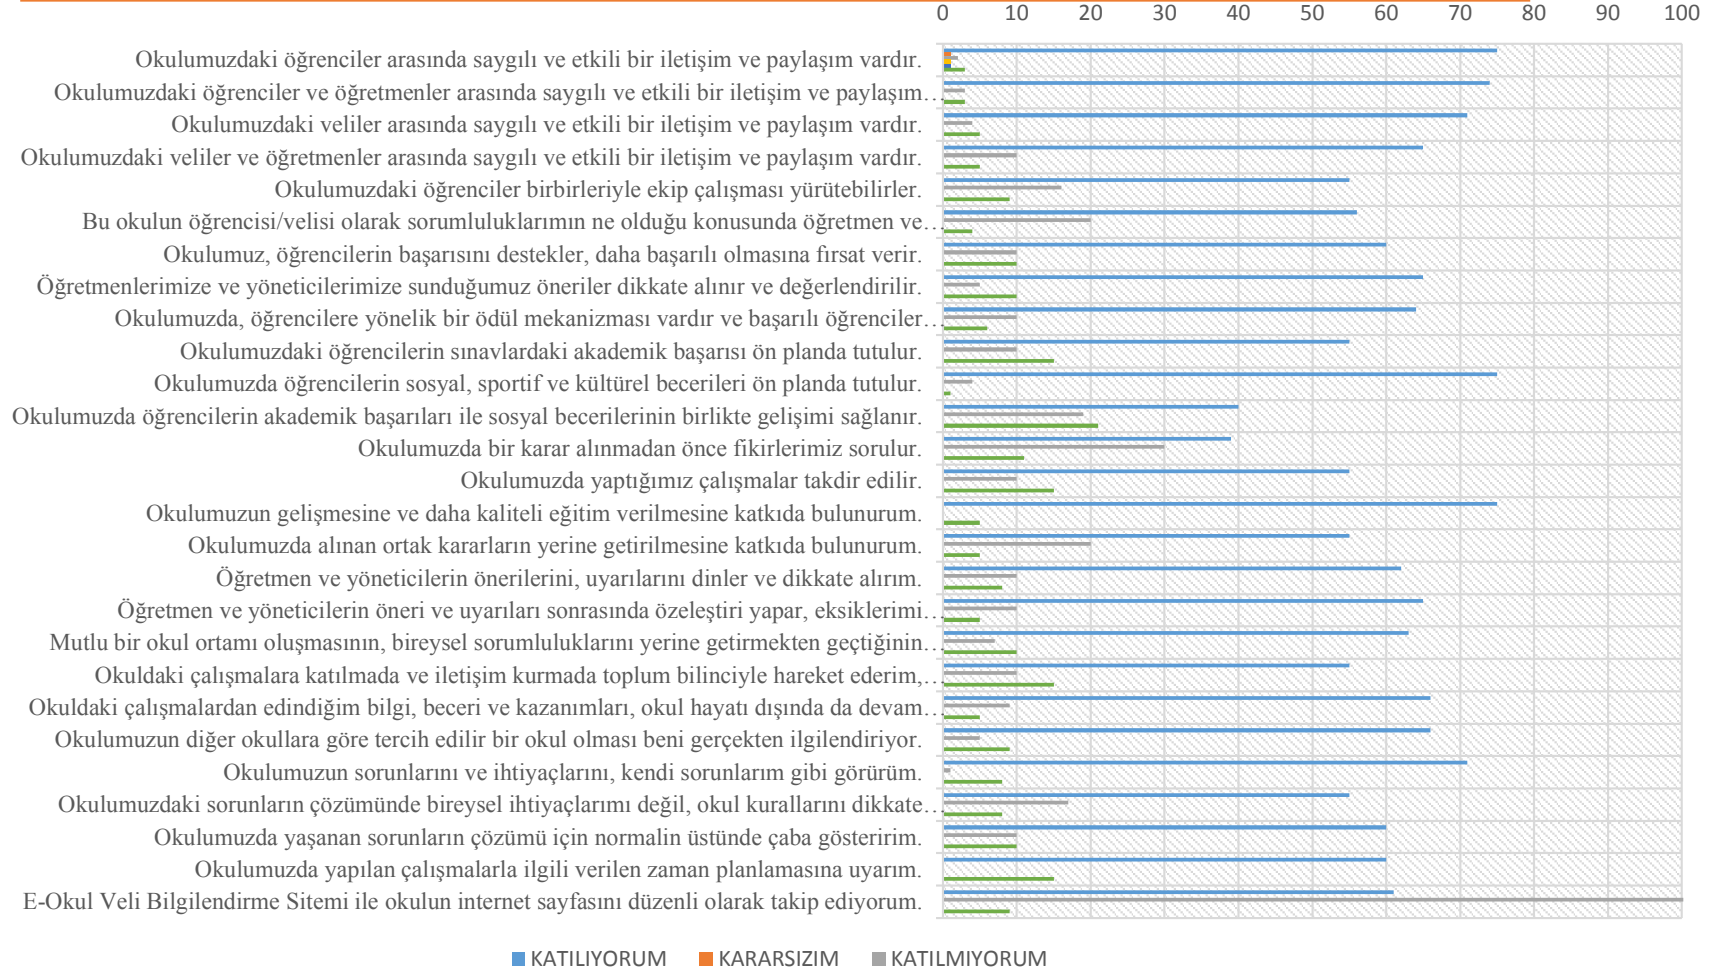 0 10 20 30 40 50 60 70 80 90 100
Okulumuzdaki öğrenciler arasında saygılı ve etkili bir iletişim ve paylaşım vardır.
Okulumuzdaki öğrenciler ve öğretmenler arasında saygılı ve etkili bir iletişim ve paylaşım…
Okulumuzdaki veliler arasında saygılı ve etkili bir iletişim ve paylaşım vardır.
Okulumuzdaki veliler ve öğretmenler arasında saygılı ve etkili bir iletişim ve paylaşım vardır.
Okulumuzdaki öğrenciler birbirleriyle ekip çalışması yürütebilirler.
Bu okulun öğrencisi/velisi olarak sorumluluklarımın ne olduğu konusunda öğretmen ve…
Okulumuz, öğrencilerin başarısını destekler, daha başarılı olmasına fırsat verir.
Öğretmenlerimize ve yöneticilerimize sunduğumuz öneriler dikkate alınır ve değerlendirilir.
Okulumuzda, öğrencilere yönelik bir ödül mekanizması vardır ve başarılı öğrenciler…
Okulumuzdaki öğrencilerin sınavlardaki akademik başarısı ön planda tutulur.
Okulumuzda öğrencilerin sosyal, sportif ve kültürel becerileri ön planda tutulur.
Okulumuzda öğrencilerin akademik başarıları ile sosyal becerilerinin birlikte gelişimi sağlanır.
Okulumuzda bir karar alınmadan önce fikirlerimiz sorulur.
Okulumuzda yaptığımız çalışmalar takdir edilir.
Okulumuzun gelişmesine ve daha kaliteli eğitim verilmesine katkıda bulunurum.
Okulumuzda alınan ortak kararların yerine getirilmesine katkıda bulunurum.
Öğretmen ve yöneticilerin önerilerini, uyarılarını dinler ve dikkate alırım.
Öğretmen ve yöneticilerin öneri ve uyarıları sonrasında özeleştiri yapar, eksiklerimi…
Mutlu bir okul ortamı oluşmasının, bireysel sorumluluklarını yerine getirmekten geçtiğinin…
Okuldaki çalışmalara katılmada ve iletişim kurmada toplum bilinciyle hareket ederim,…
Okuldaki çalışmalardan edindiğim bilgi, beceri ve kazanımları, okul hayatı dışında da devam…
Okulumuzun diğer okullara göre tercih edilir bir okul olması beni gerçekten ilgilendiriyor.
Okulumuzun sorunlarını ve ihtiyaçlarını, kendi sorunlarım gibi görürüm.
Okulumuzdaki sorunların çözümünde bireysel ihtiyaçlarımı değil, okul kurallarını dikkate…
Okulumuzda yaşanan sorunların çözümü için normalin üstünde çaba gösteririm.
Okulumuzda yapılan çalışmalarla ilgili verilen zaman planlamasına uyarım.
E-Okul Veli Bilgilendirme Sitemi ile okulun internet sayfasını düzenli olarak takip ediyorum.
KATILIYORUM KARARSIZIM KATILMIYORUM